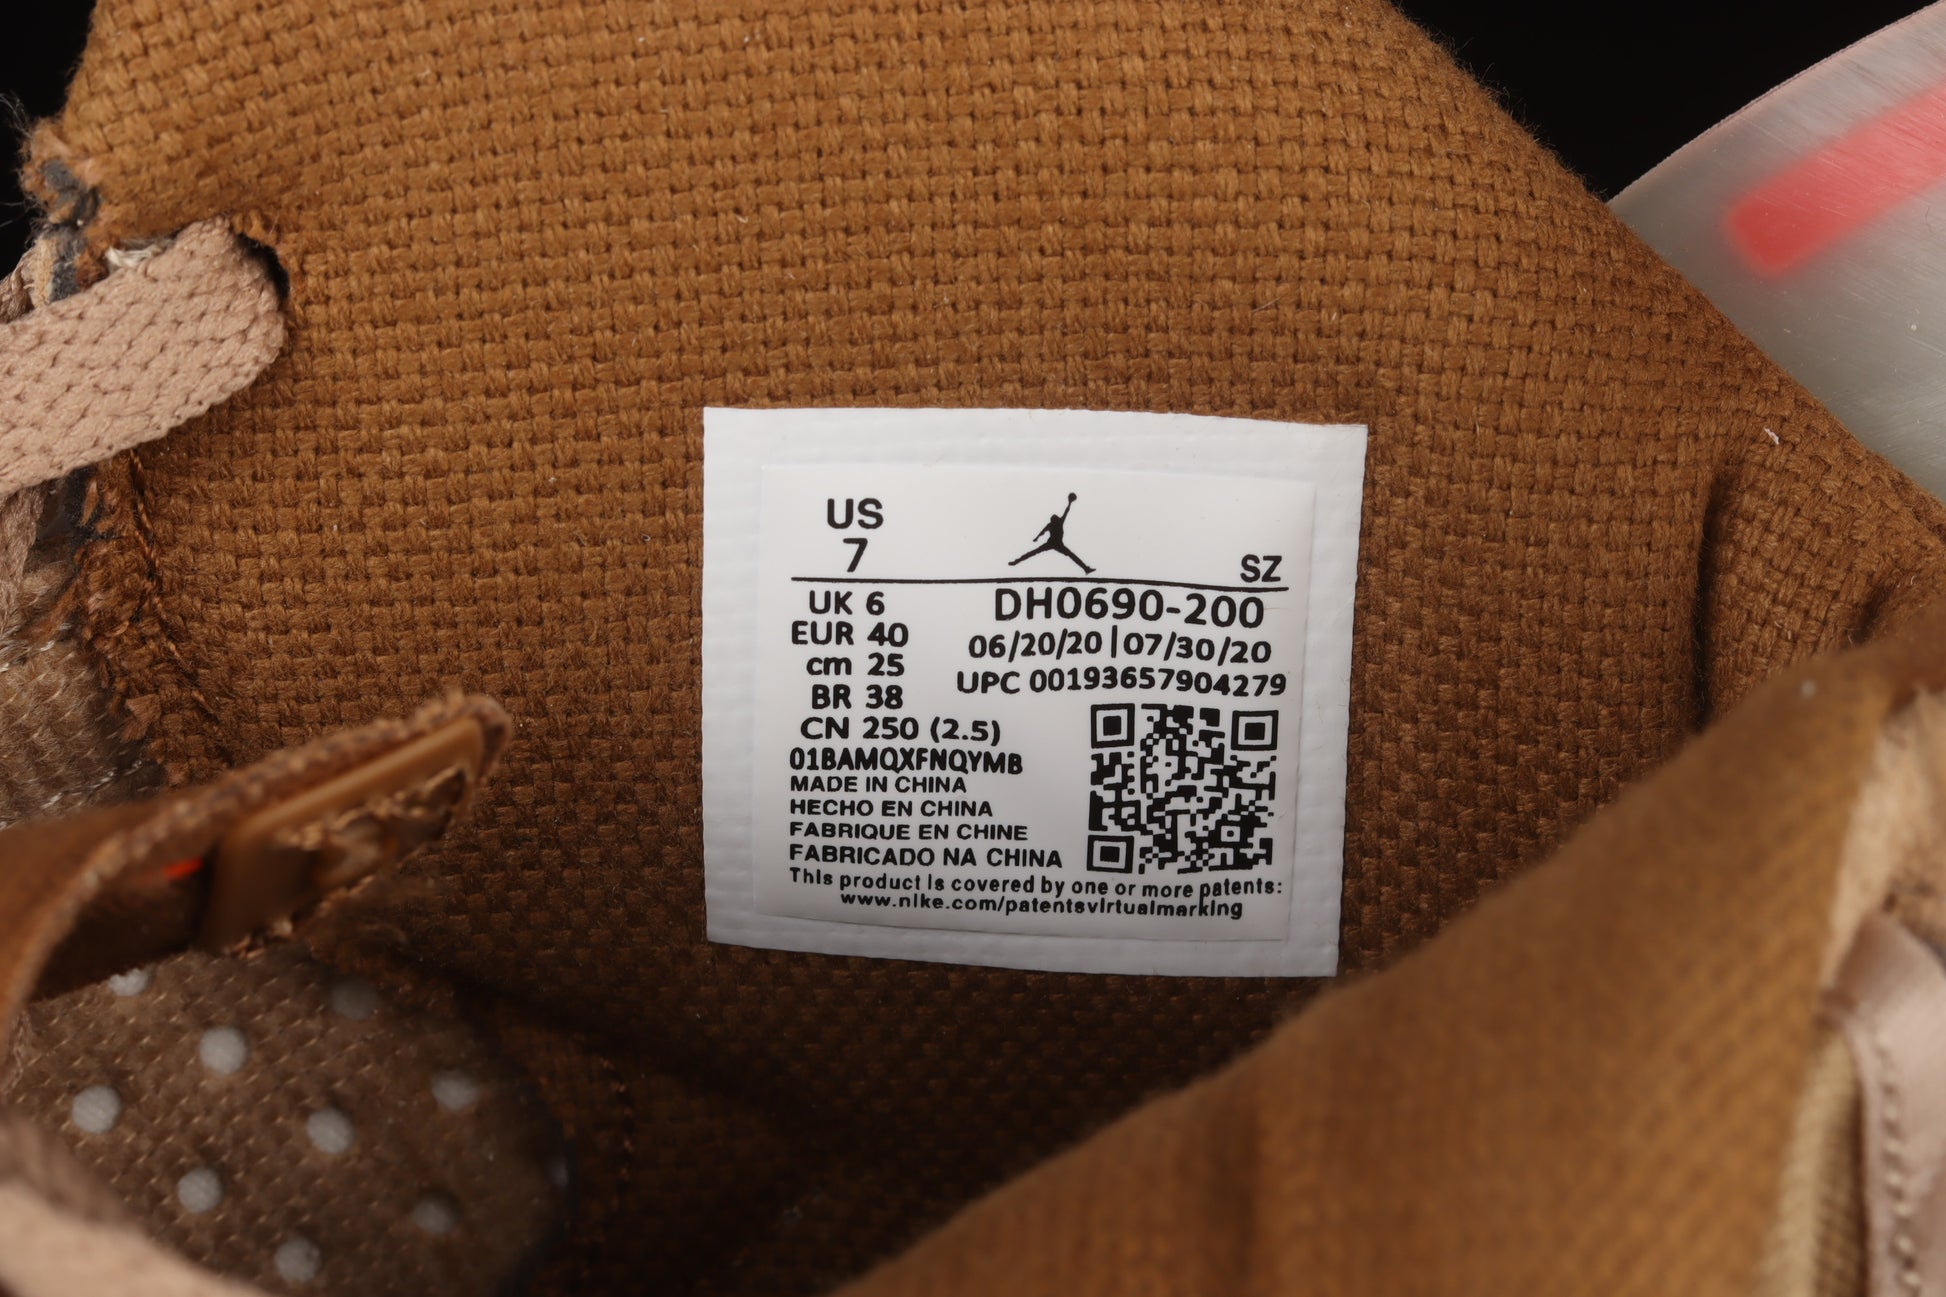 US
7
SZ
UK 6
EUR 40
cm 25
BR 38
CN 250 (2.5)
DH0690-200
06/20/20|07/30/20
UPC 00193657904279
01BAMQXFNQYMB
MADE IN CHINA
HECHO EN CHINA
FABRIQUE EN CHINE
FABRICADO NA CHINA
This product is covered by one or more patents:
www.nike.com/patentsvirtualmarking